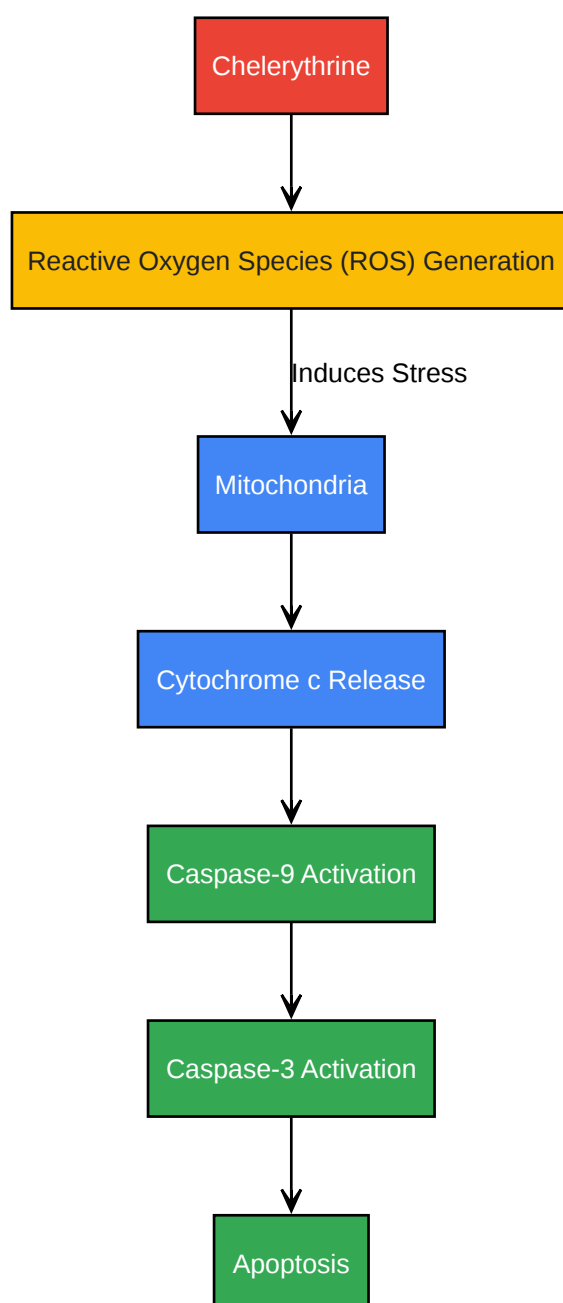 Chelerythrine
Reactive Oxygen Species (ROS) Generation
Induces Stress
Mitochondria
Cytochrome c Release
Caspase-9 Activation
Caspase-3 Activation
Apoptosis